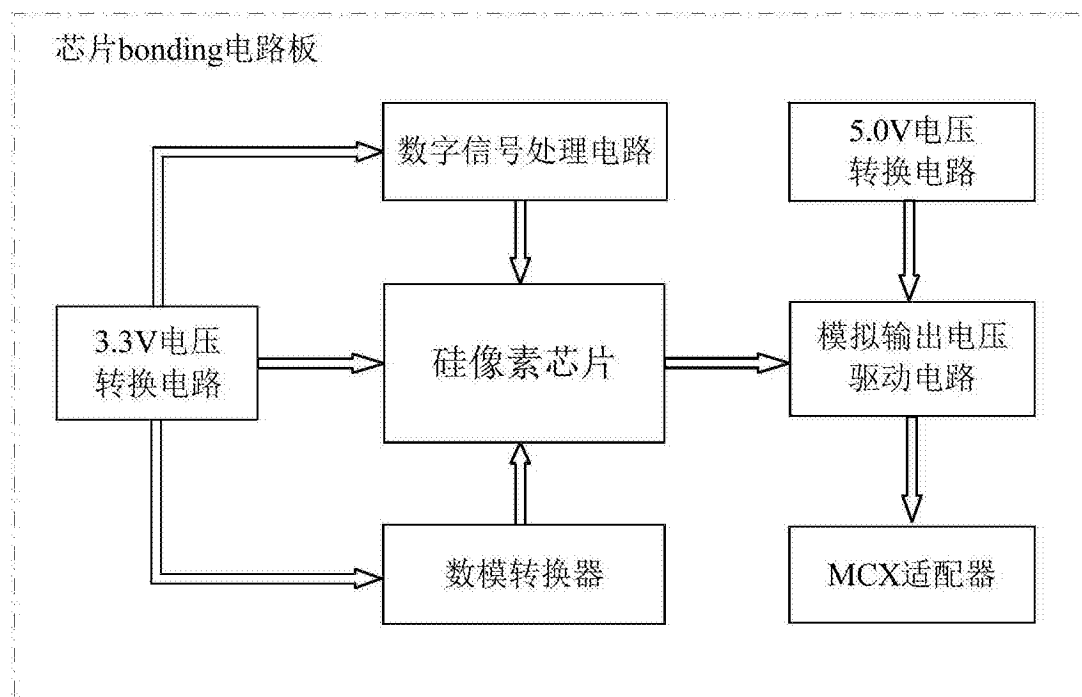 芯片bonding电路板
数字信号处理电路
5.0V电压
转换电路
3.3V电压
转换电路
硅像素芯片
模拟输出电压
驱动电路
数模转换器
MCX适配器